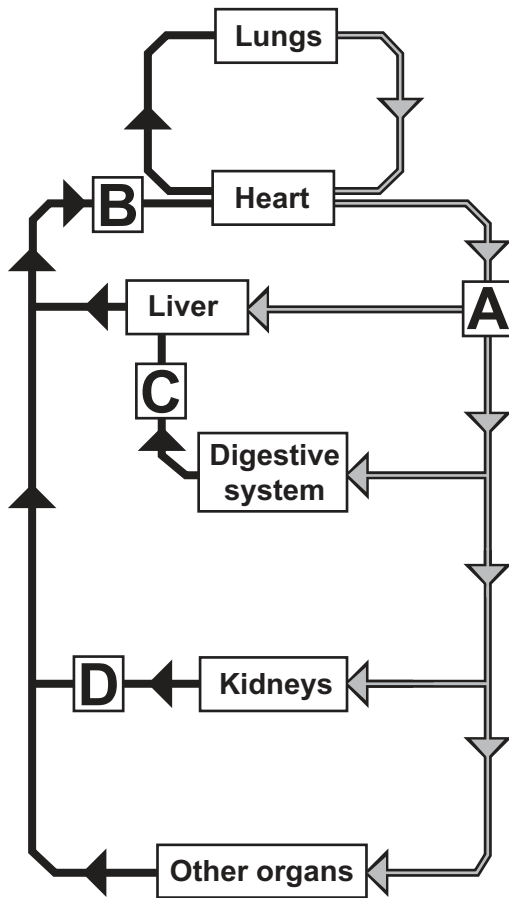 Lungs
B
Heart
Liver
A
C
Digestive
system
D
Kidneys
Other organs